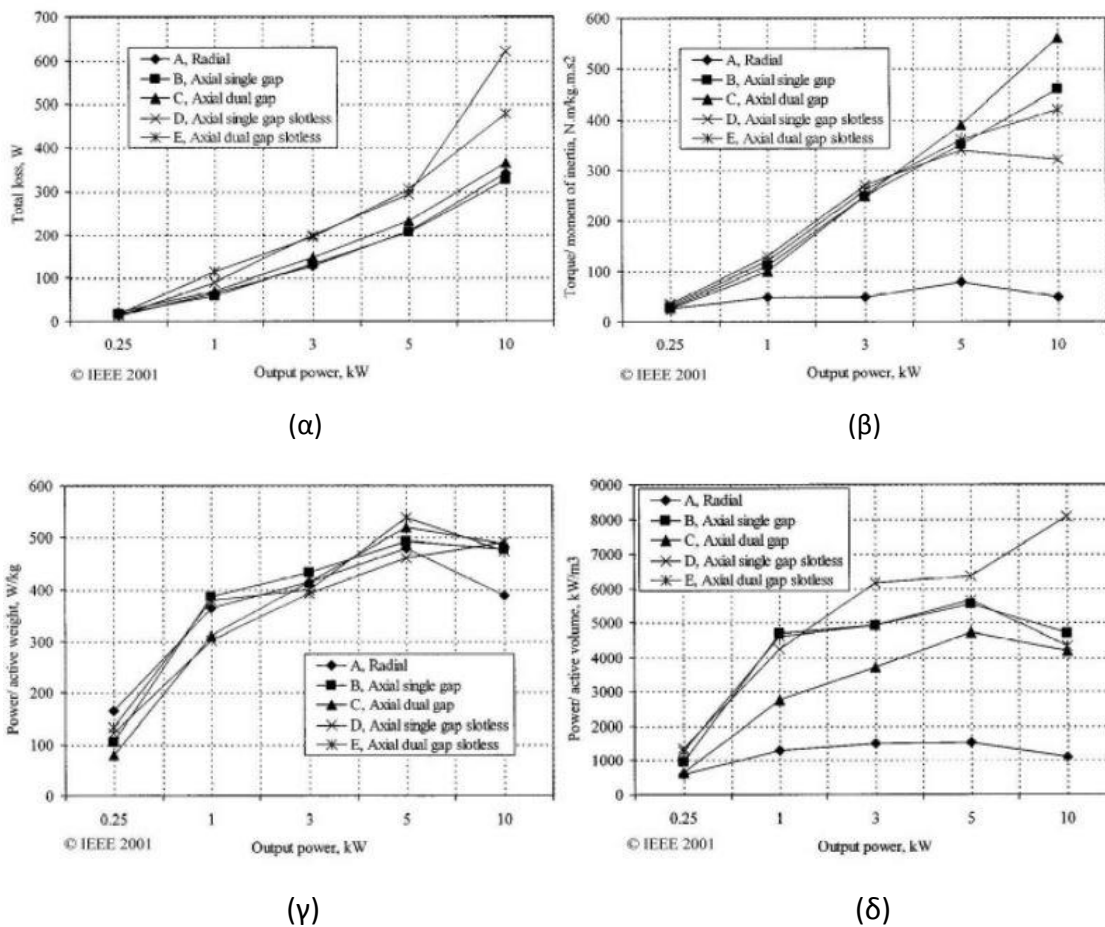 700
600
500
400
300
200
100
0
Total loss, W
A, Radial
B, Axial single gap
C, Axial dual gap
D, Axial single gap slotless
E, Axial dual gap slotless
0.25 1 3 5 10
© IEEE 2001 Output power, kW
(α)
600
500
400
300
200
100
0
Torque/ moment of inertia, N.m/kg.m.s2
A, Radial
B, Axial single gap
C, Axial dual gap
D, Axial single gap slotless
E, Axial dual gap slotless
0.25 1 3 5 10
© IEEE 2001 Output power, kW
(β)
600
500
400
300
200
100
0
Power/ active weight, W/kg
A, Radial
B, Axial single gap
C, Axial dual gap
D, Axial single gap slotless
E, Axial dual gap slotless
0.25 1 3 5 10
© IEEE 2001 Output power, kW
(γ)
9000
8000
7000
6000
5000
4000
3000
2000
1000
0
Power/ active volume, kW/m3
A, Radial
B, Axial single gap
C, Axial dual gap
D, Axial single gap slotless
E, Axial dual gap slotless
0.25 1 3 5 10
© IEEE 2001 Output power, kW
(δ)